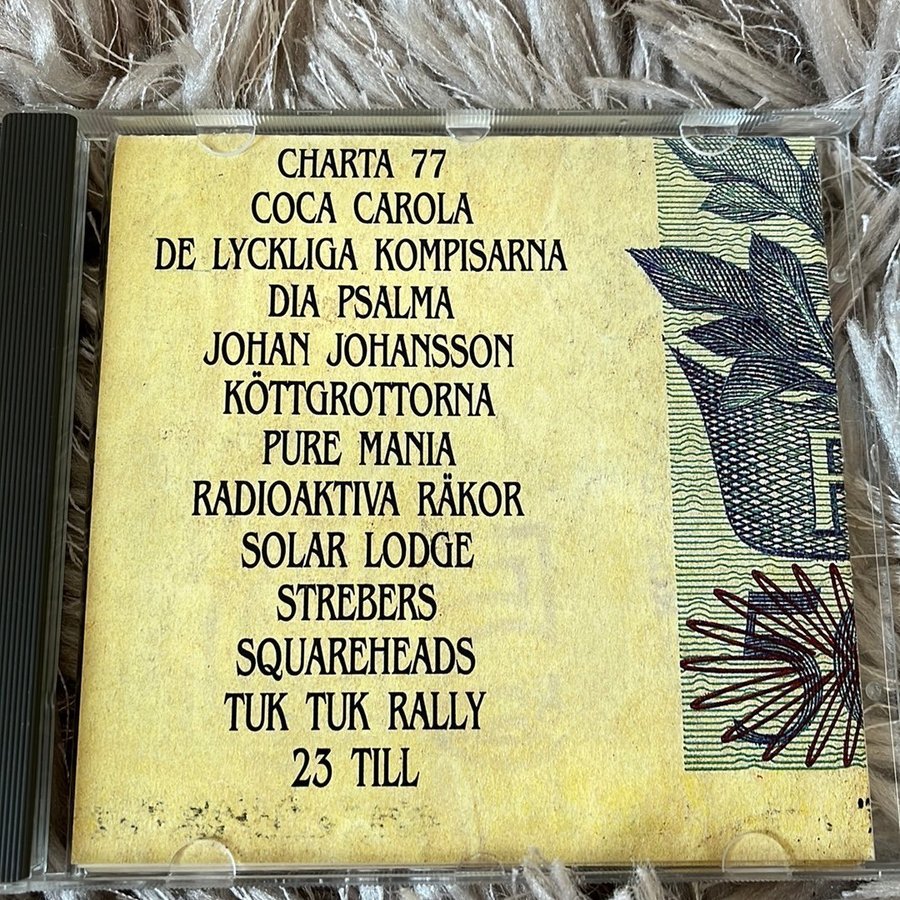 CHARTA 77
COCA CAROLA
DE LYCKLIGA KOMPISARNA
DIA PSALMA
JOHAN JOHANSSON
KÖTTGROTTORNA
PURE MANIA
RADIOAKTIVA RÄKOR
SOLAR LODGE
STREBERS
SQUAREHEADS
TUK TUK RALLY
23 TILL